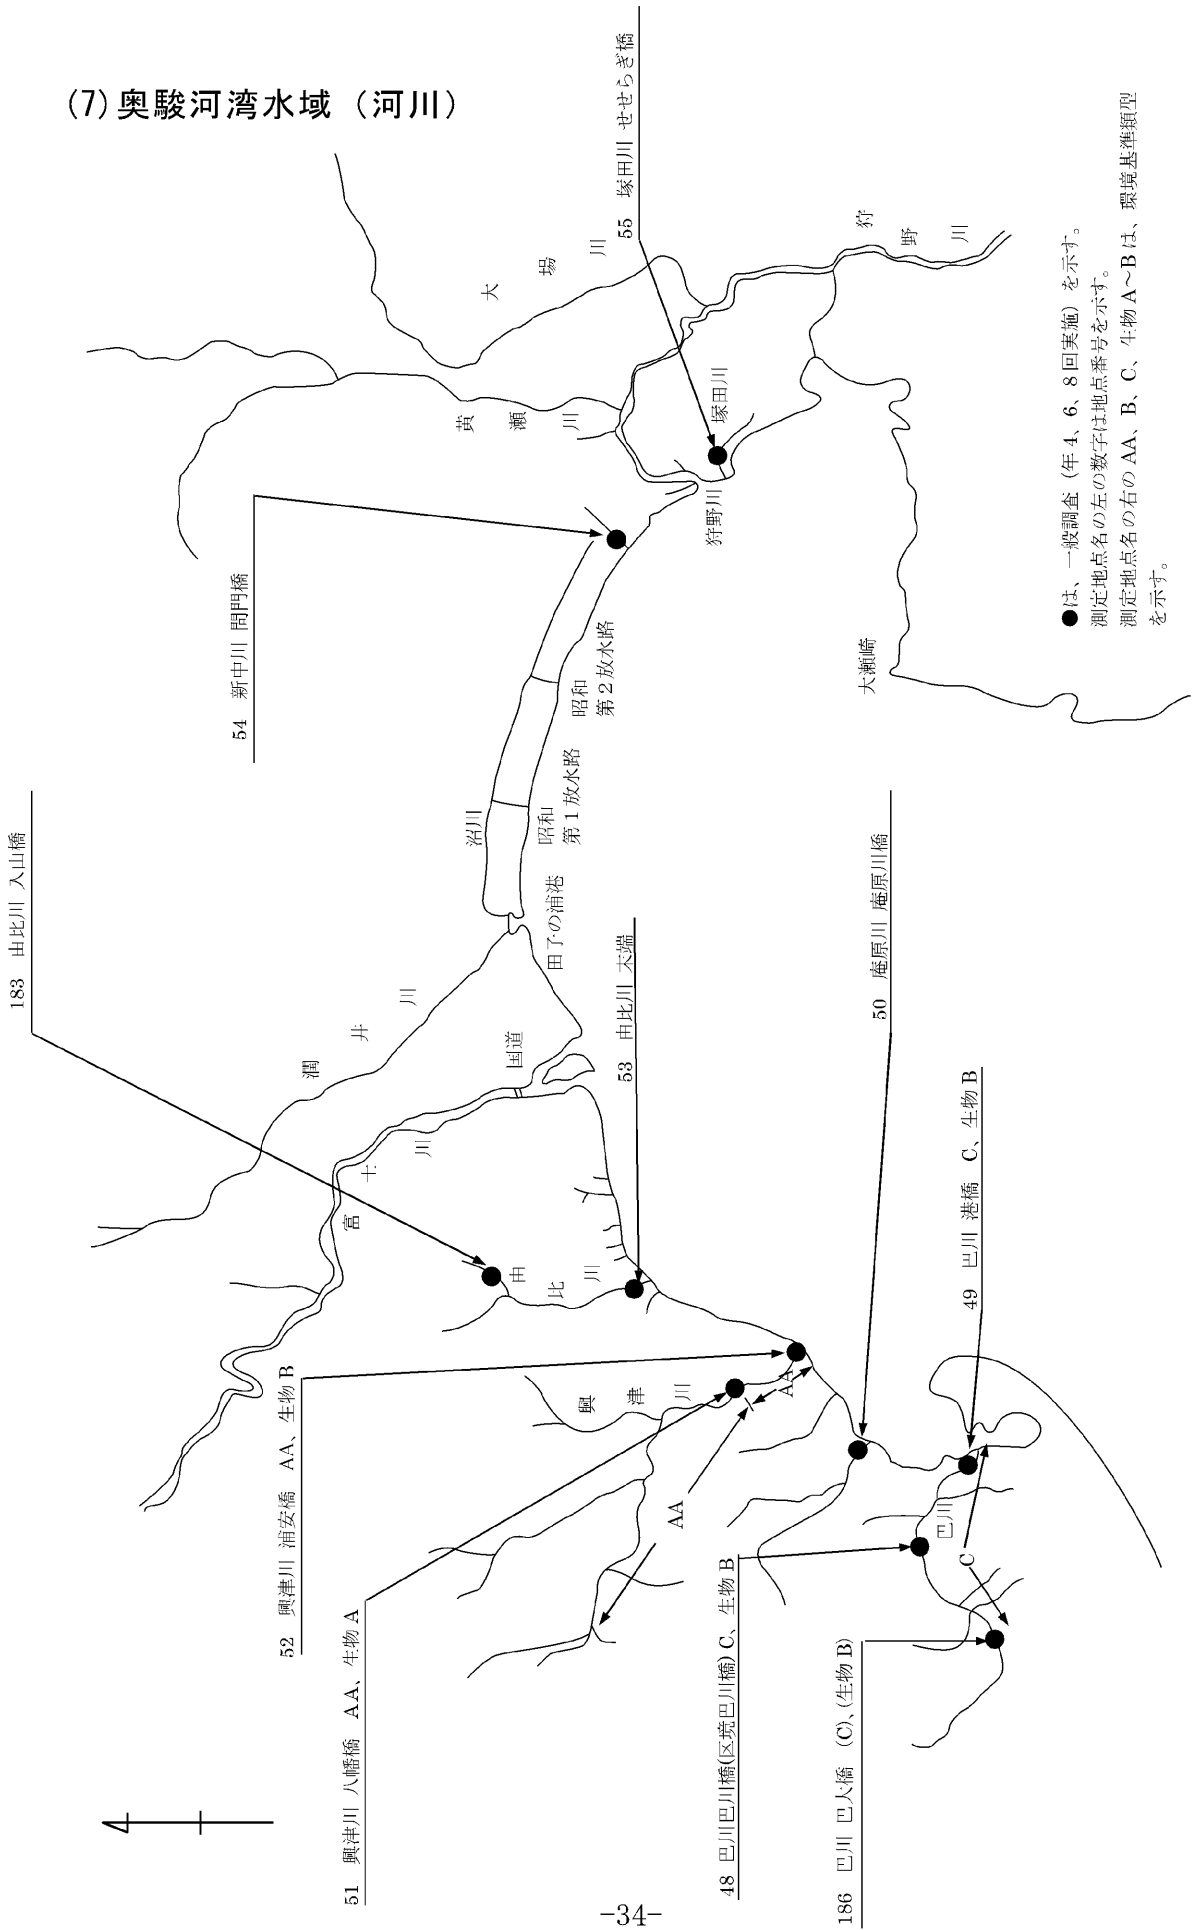 (7)奥駿河湾水域（河川）
183 由比川 入山橋
54 新中川 間門橋
55 塚田川 せせらぎ橋
大場川
黄瀬川
狩野川
塚田川
狩野川
沼川
昭和
第2放水路
昭和
第1放水路
田子の浦港
大瀬崎
潤井川
国道
富士川
53 由比川 末端
由比川
50 庵原川 庵原川橋
49 巴川 港橋 C、生物B
52 興津川 浦安橋 AA、生物B
興津川
AA
AA
51 興津川 八幡橋 AA、生物A
48 巴川巴川橋(区境巴川橋) C、生物B
巴川
C
186 巴川 巴大橋 (C)、(生物B)
●は、一般調査（年4、6、8回実施）を示す。
測定地点名の左の数字は地点番号を示す。
測定地点名の右のAA、B、C、生物A～Bは、環境基準類型
を示す。
-34-